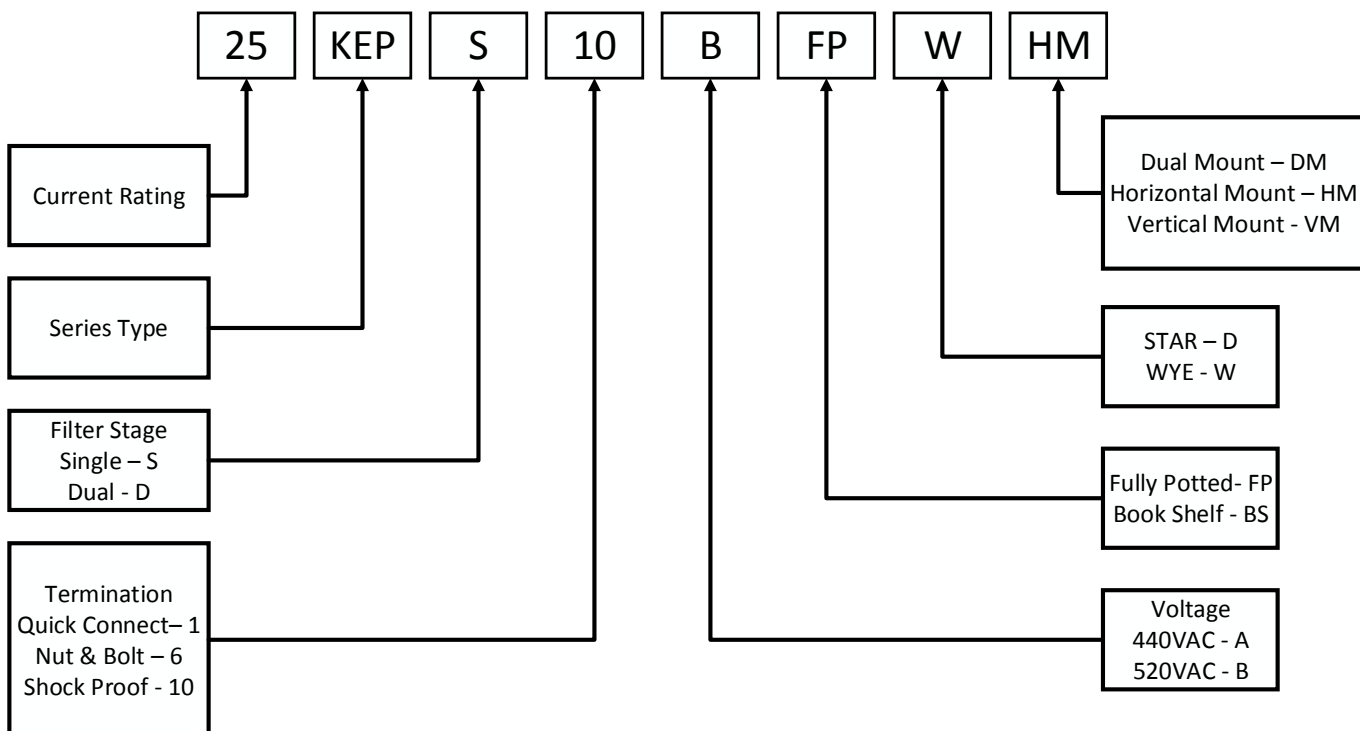 25 KEP S 10 B FP W HM
Current Rating
Series Type
Filter Stage
Single – S
Dual - D
Termination
Quick Connect– 1
Nut & Bolt – 6
Shock Proof - 10
Dual Mount – DM
Horizontal Mount – HM
Vertical Mount - VM
STAR – D
WYE - W
Fully Potted- FP
Book Shelf - BS
Voltage
440VAC - A
520VAC - B